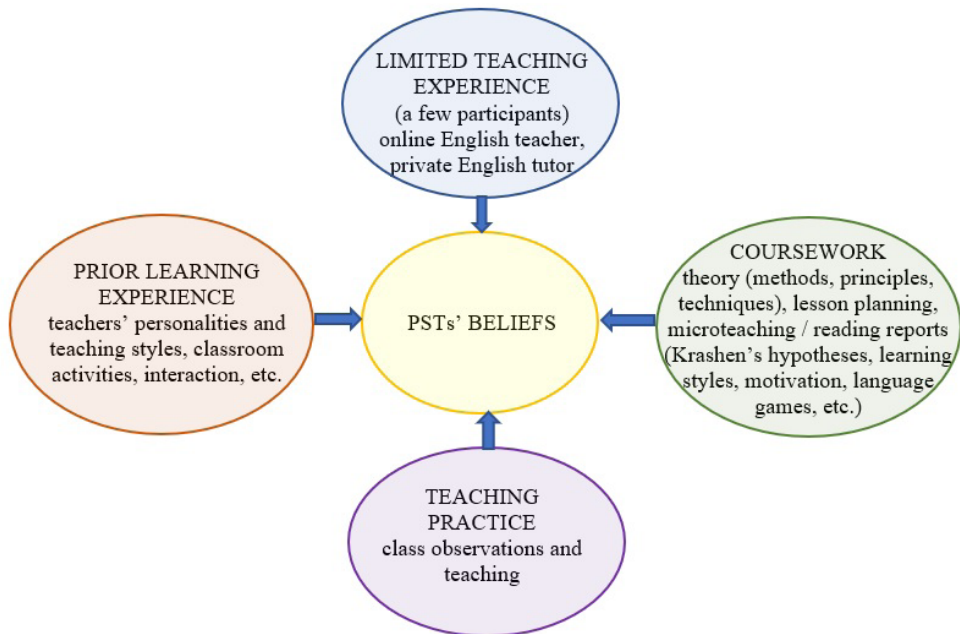 LIMITED TEACHING
EXPERIENCE
(a few participants)
online English teacher,
private English tutor
PRIOR LEARNING
EXPERIENCE
teachers’ personalities and
teaching styles, classroom
activities, interaction, etc.
PSTs’ BELIEFS
COURSEWORK
theory (methods, principles,
techniques), lesson planning,
microteaching / reading reports
(Krashen’s hypotheses, learning
styles, motivation, language
games, etc.)
TEACHING
PRACTICE
class observations and
teaching